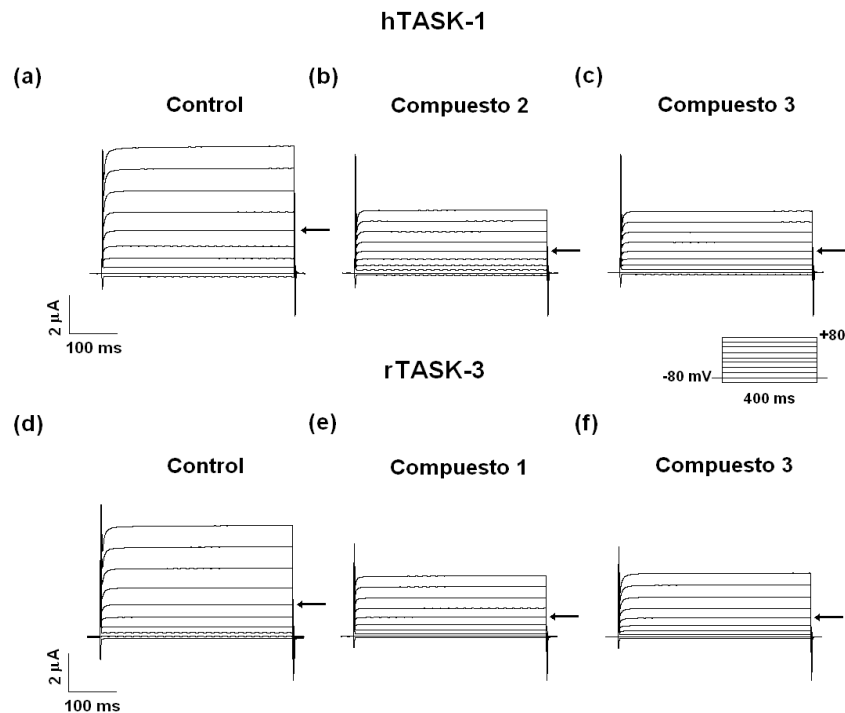 hTASK-1
(a)
Control
(b)
Compuesto 2
(c)
Compuesto 3
2 μA
100 ms
+80
-80 mV
400 ms
rTASK-3
(d)
Control
(e)
Compuesto 1
(f)
Compuesto 3
2 μA
100 ms